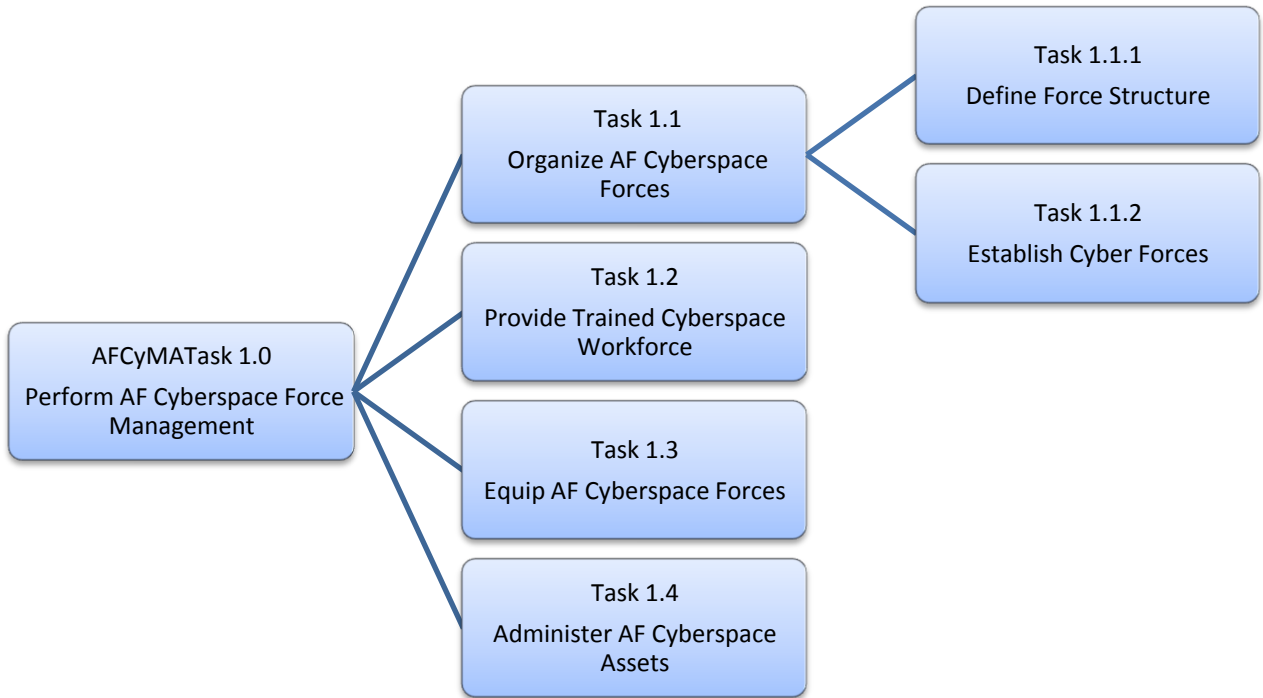 AFCyMATask 1.0
Perform AF Cyberspace Force
Management
Task 1.1
Organize AF Cyberspace
Forces
Task 1.2
Provide Trained Cyberspace
Workforce
Task 1.3
Equip AF Cyberspace Forces
Task 1.4
Administer AF Cyberspace
Assets
Task 1.1.1
Define Force Structure
Task 1.1.2
Establish Cyber Forces